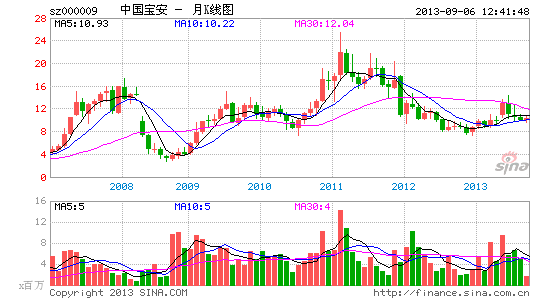 sz000009 中国宝安 － 月K线图 2013-09-06 12:41:48
MA5:10.93 MA10:10.22 MA30:12.04
28
24
20
16
12
8
4
0
sina
2008 2009 2010 2011 2012 2013
MA5:5 MA10:5 MA30:4
16
12
8
4
x百万
Copyright 2013 SINA.COM http://finance.sina.com.cn